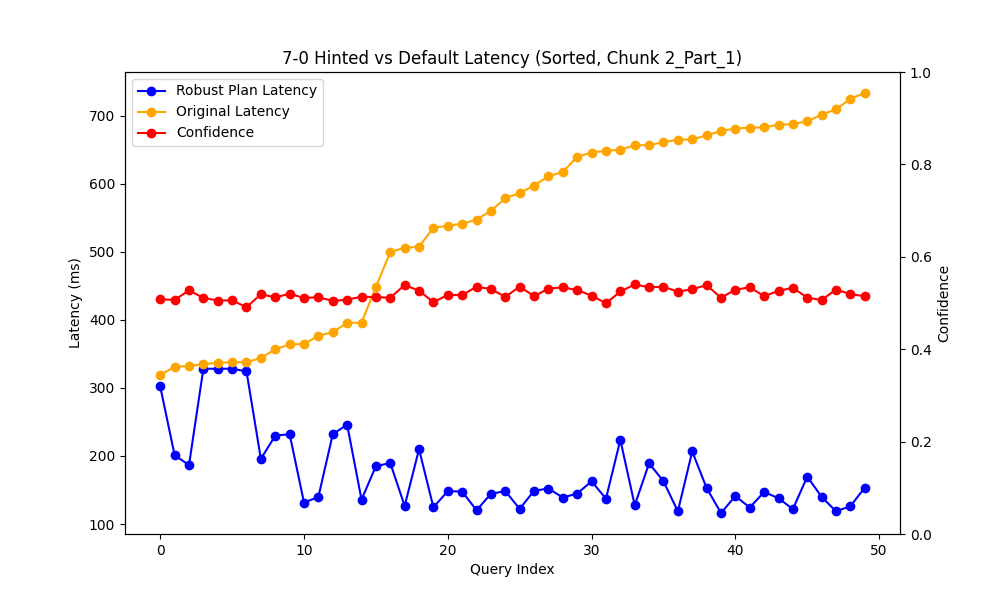 7-0 Hinted vs Default Latency (Sorted, Chunk 2_Part_1)
Robust Plan Latency
Original Latency
Confidence
Latency (ms)
700
600
500
400
300
200
100
0 10 20 30 40 50
Query Index
1.0
0.8
0.6
0.4
0.2
0.0
Confidence